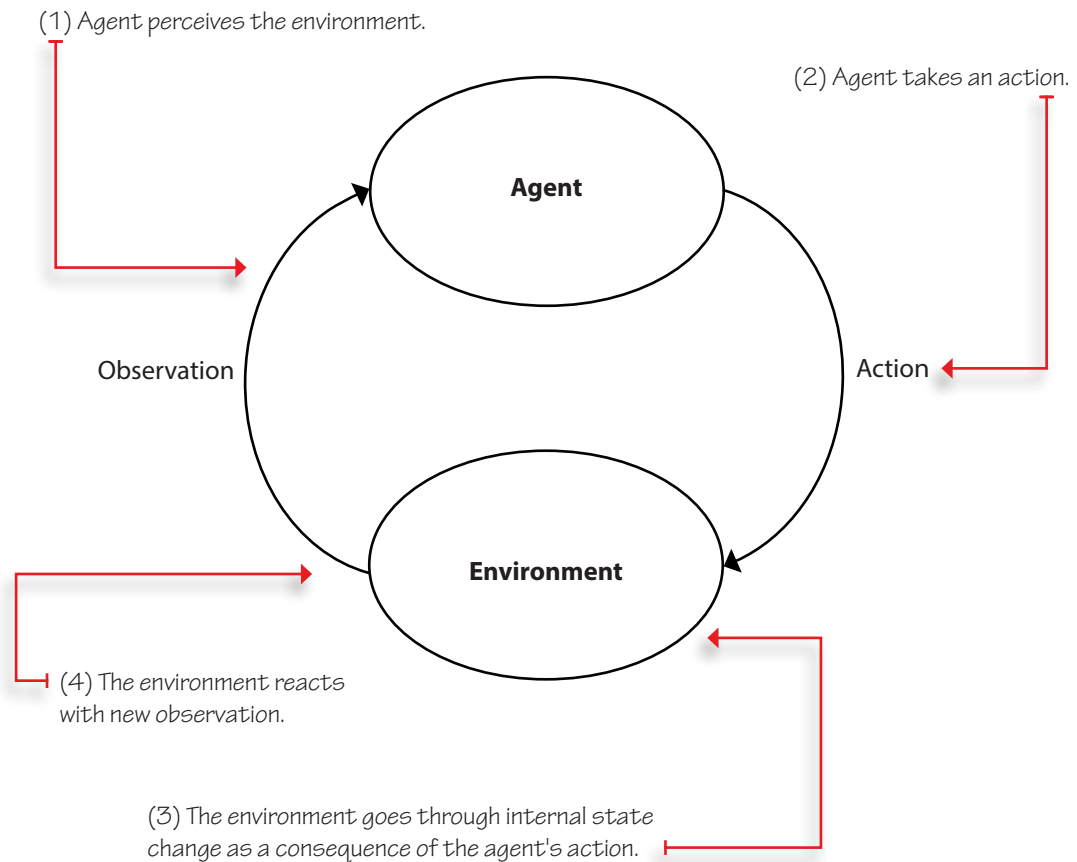 (1) Agent perceives the environment.
(2) Agent takes an action.
Agent
Observation
Action
Environment
(4) The environment reacts
with new observation.
(3) The environment goes through internal state
change as a consequence of the agent's action.